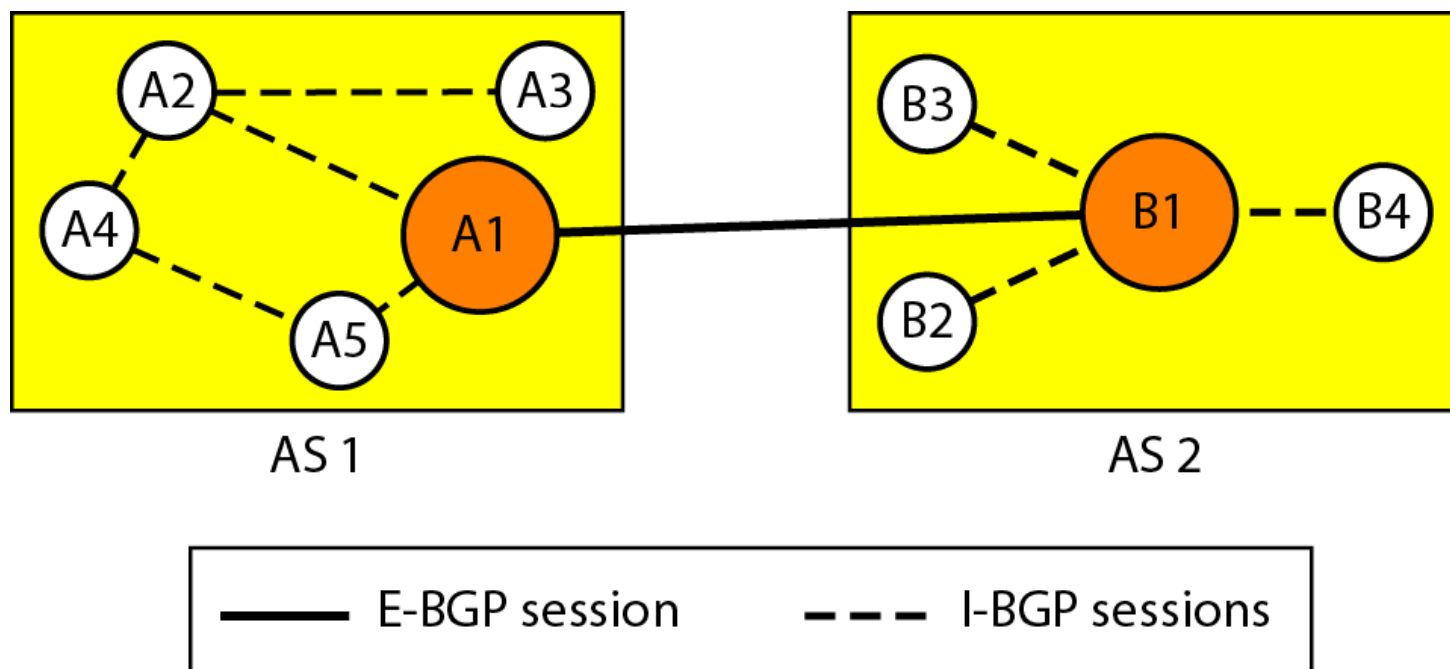 A2
A3
A4
A1
A5
AS 1
B3
B1
B4
B2
AS 2
E-BGP session
I-BGP sessions